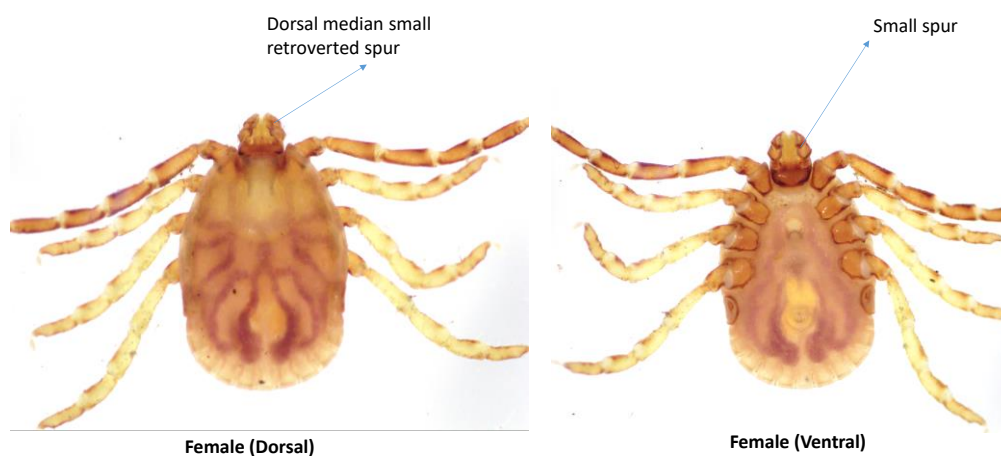 Dorsal median small
retroverted spur
Small spur
Female (Dorsal)
Female (Ventral)